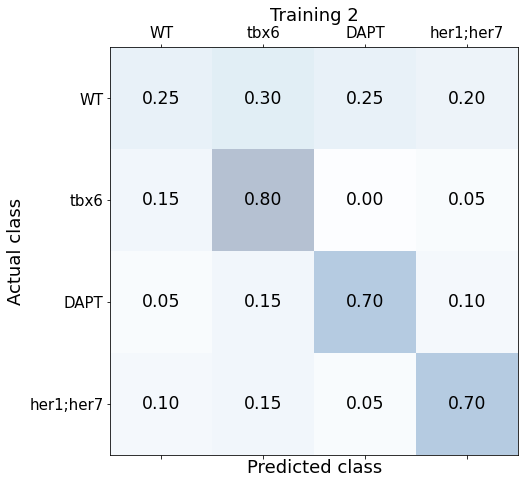 Training 2
WT tbx6 DAPT her1;her7
WT 0.25 0.30 0.25 0.20
tbx6 0.15 0.80 0.00 0.05
DAPT 0.05 0.15 0.70 0.10
her1;her7 0.10 0.15 0.05 0.70
Actual class
Predicted class